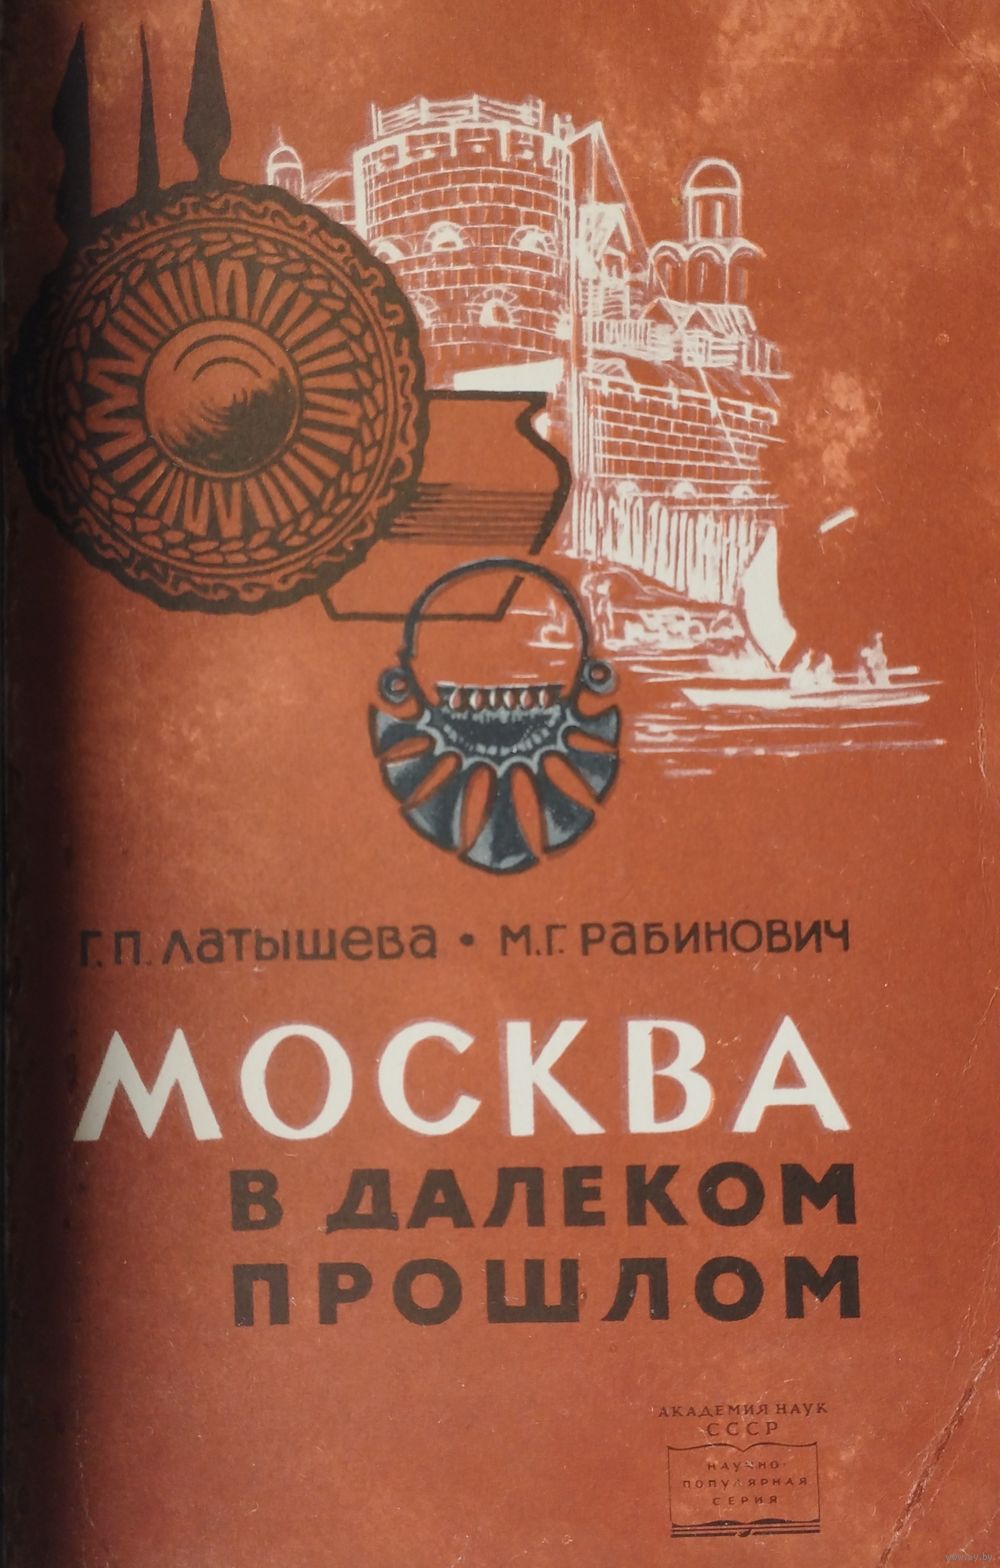 Г.П. Латышева • М.Г. Рабинович
МОСКВА
В ДАЛЕКОМ
ПРОШЛОМ
АКАДЕМИЯ НАУК
СССР
НАУЧНО-
ПОПУЛЯРНАЯ
СЕРИЯ